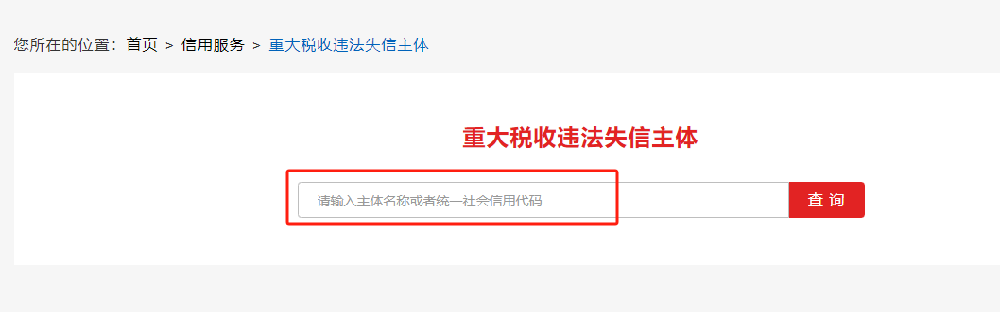 您所在的位置：首页 > 信用服务 > 重大税收违法失信主体
重大税收违法失信主体
请输入主体名称或者统一社会信用代码
查 询